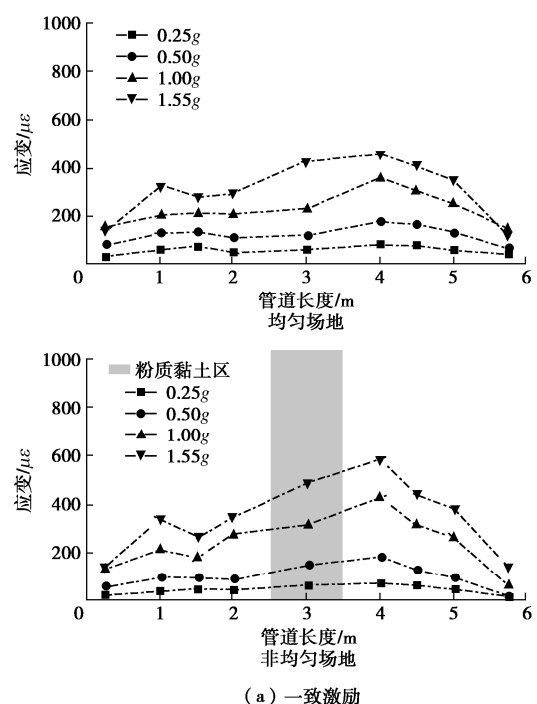 1000
800
600
400
200
0
应变/με
0.25g
0.50g
1.00g
1.55g
1 2 3 4 5 6
管道长度/m
均匀场地
1000
800
600
400
200
0
应变/με
粉质黏土区
0.25g
0.50g
1.00g
1.55g
1 2 3 4 5 6
管道长度/m
非均匀场地
（a）一致激励